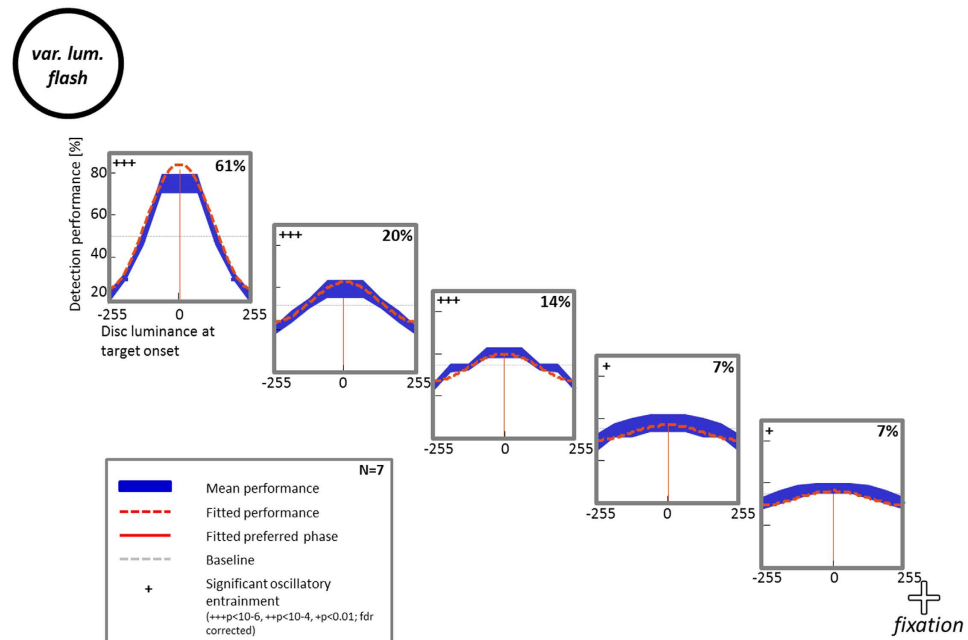 var. lum.
flash
Detection performance [%]
80
60
40
20
+++
61%
-255
0
255
Disc luminance at
target onset
+++
20%
-255
0
255
+++
14%
-255
0
255
+
7%
-255
0
255
+
7%
-255
0
255
fixation
N=7
Mean performance
Fitted performance
Fitted preferred phase
Baseline
+
Significant oscillatory
entrainment
(+++p<10-6, ++p<10-4, +p<0.01; fdr
corrected)